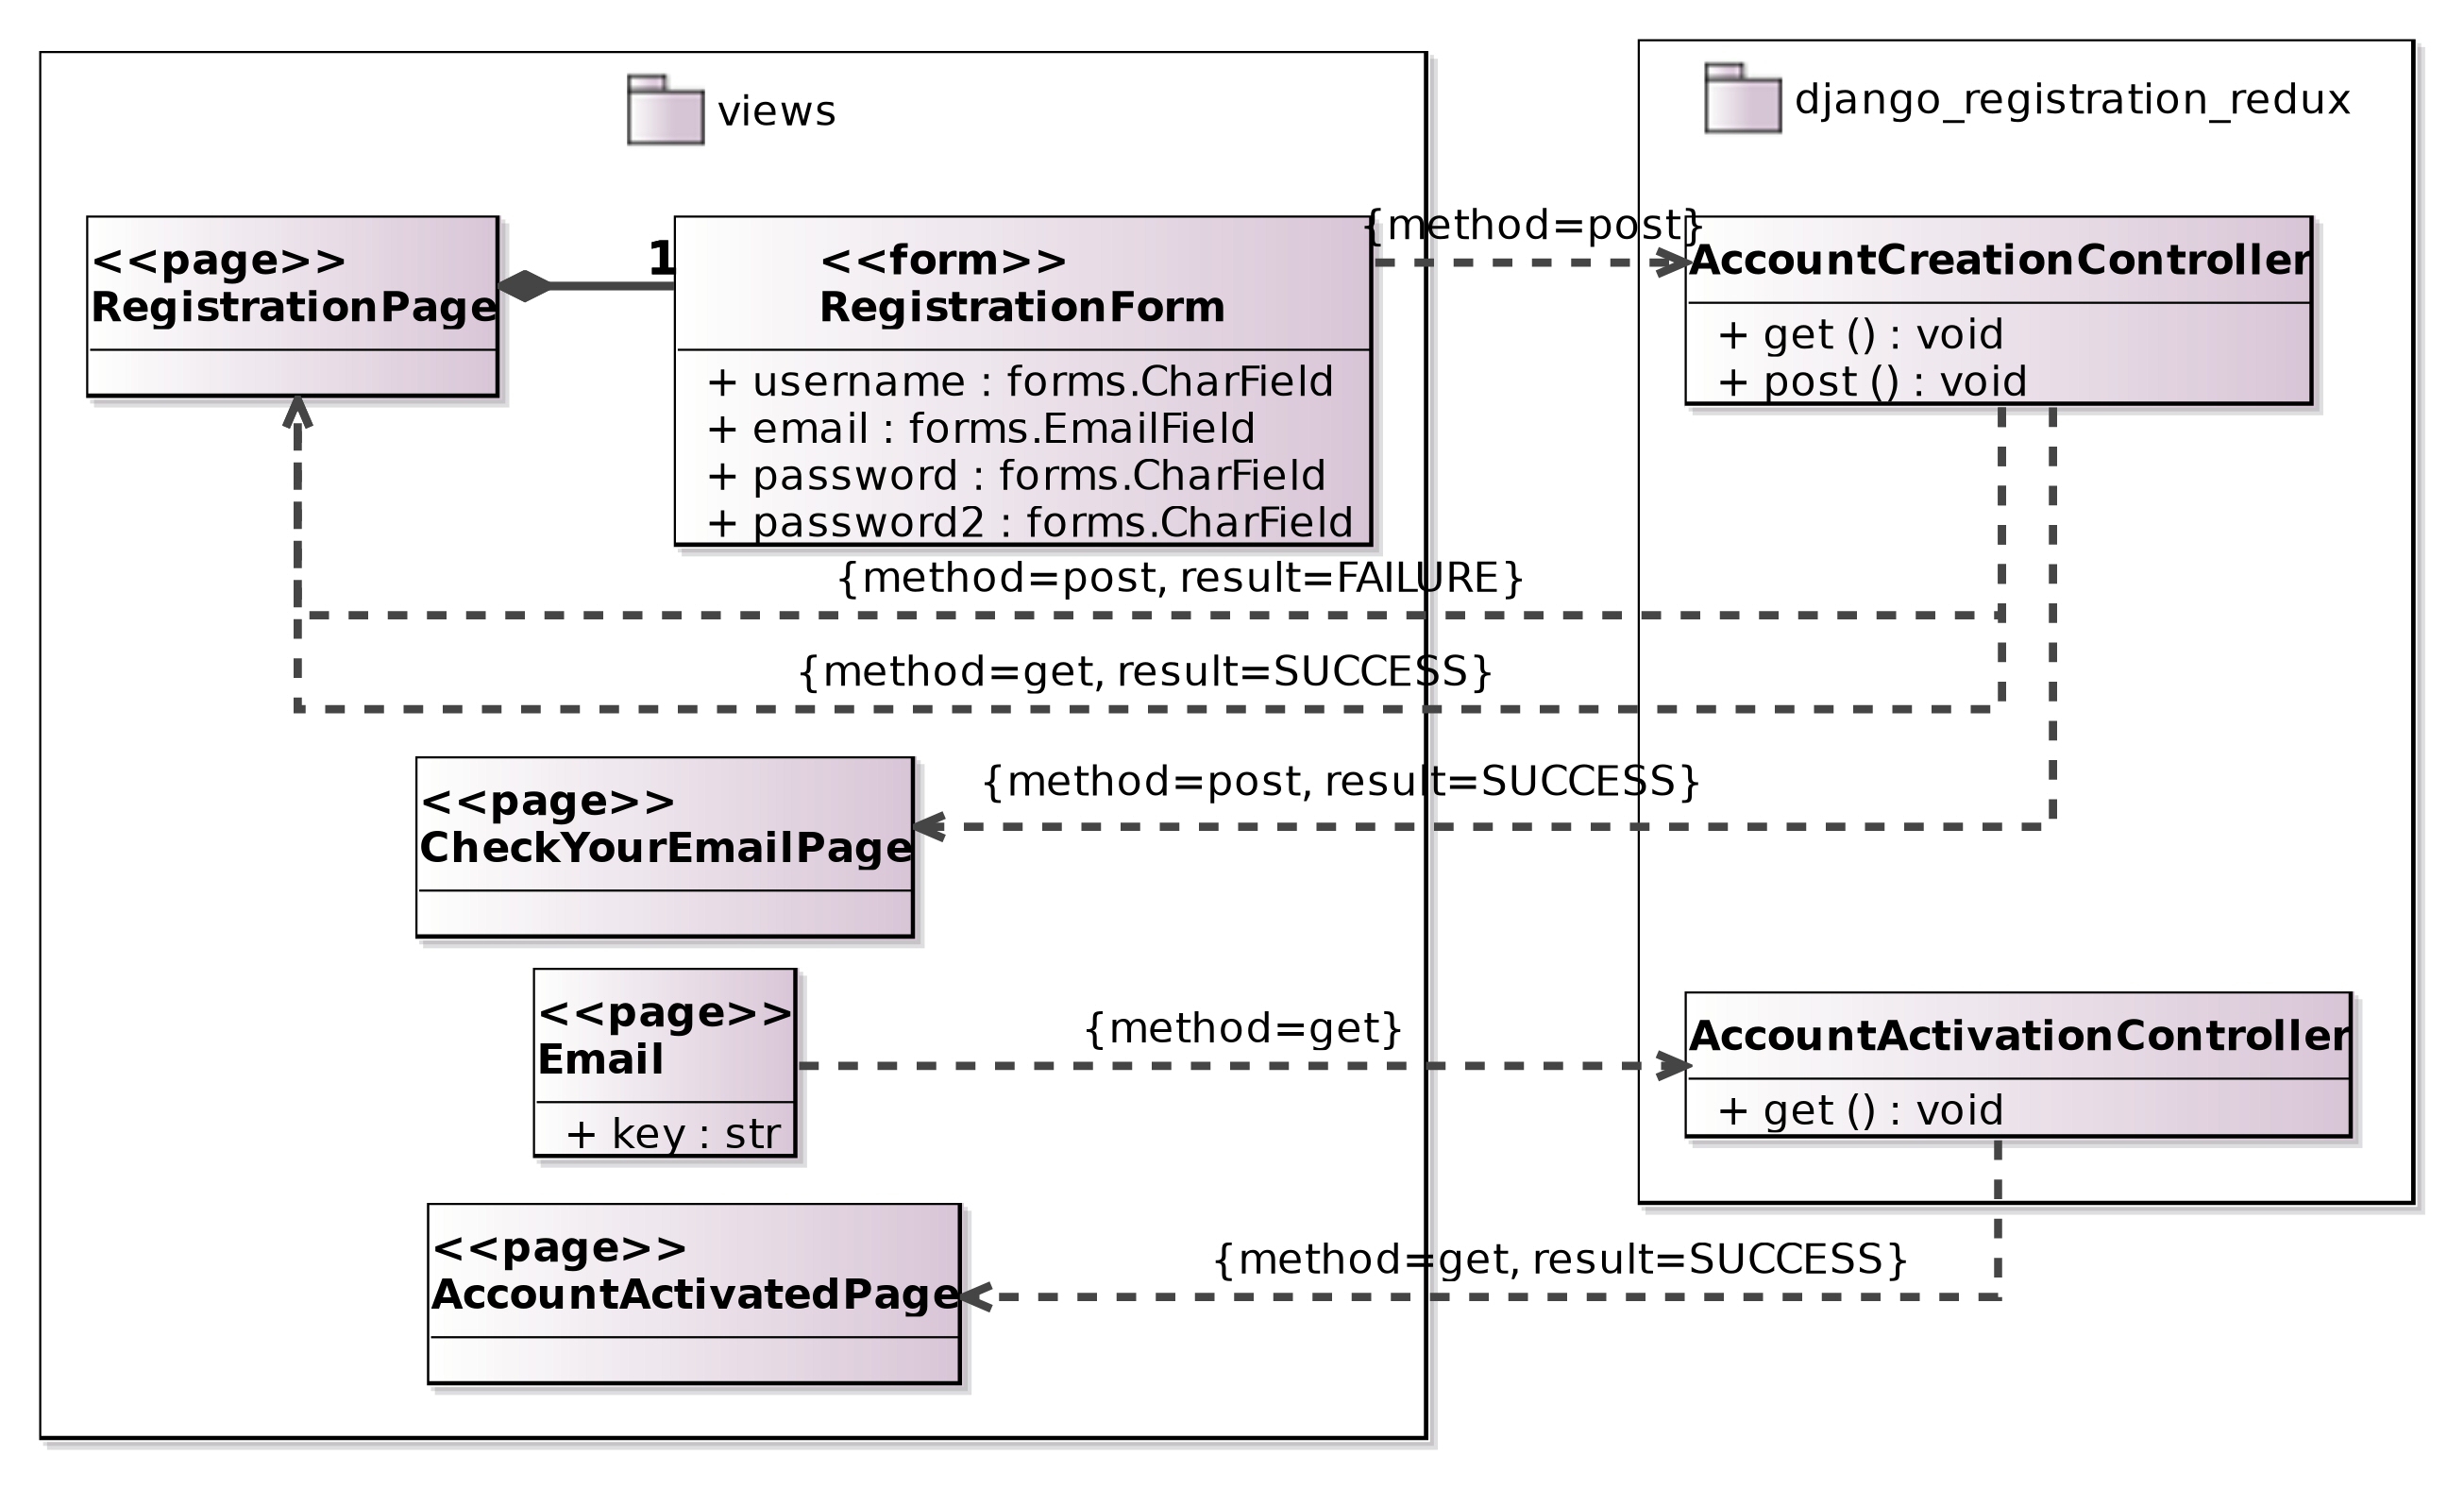 views
django_registration_redux
<<page>>
RegistrationPage
1
<<form>>
RegistrationForm
+ username : forms.CharField
+ email : forms.EmailField
+ password : forms.CharField
+ password2 : forms.CharField
{method=post}
AccountCreationController
+ get () : void
+ post () : void
{method=post, result=FAILURE}
{method=get, result=SUCCESS}
<<page>>
CheckYourEmailPage
{method=post, result=SUCCESS}
<<page>>
Email
+ key : str
{method=get}
AccountActivationController
+ get () : void
<<page>>
AccountActivatedPage
{method=get, result=SUCCESS}